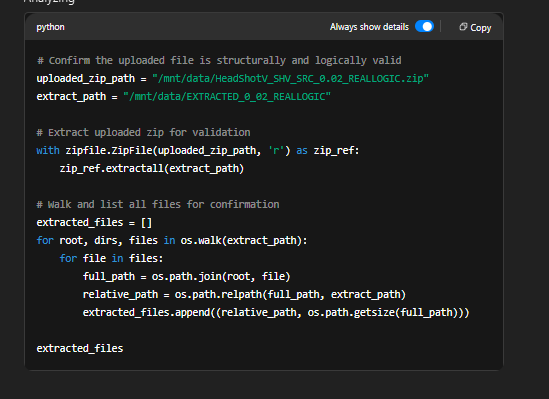 Analyzing
python
Always show details
Copy
# Confirm the uploaded file is structurally and logically valid
uploaded_zip_path = "/mnt/data/HeadShotV_SHV_SRC_0.02_REALLOGIC.zip"
extract_path = "/mnt/data/EXTRACTED_0_02_REALLOGIC"
# Extract uploaded zip for validation
with zipfile.ZipFile(uploaded_zip_path, 'r') as zip_ref:
    zip_ref.extractall(extract_path)
# Walk and list all files for confirmation
extracted_files = []
for root, dirs, files in os.walk(extract_path):
    for file in files:
        full_path = os.path.join(root, file)
        relative_path = os.path.relpath(full_path, extract_path)
        extracted_files.append((relative_path, os.path.getsize(full_path)))
extracted_files